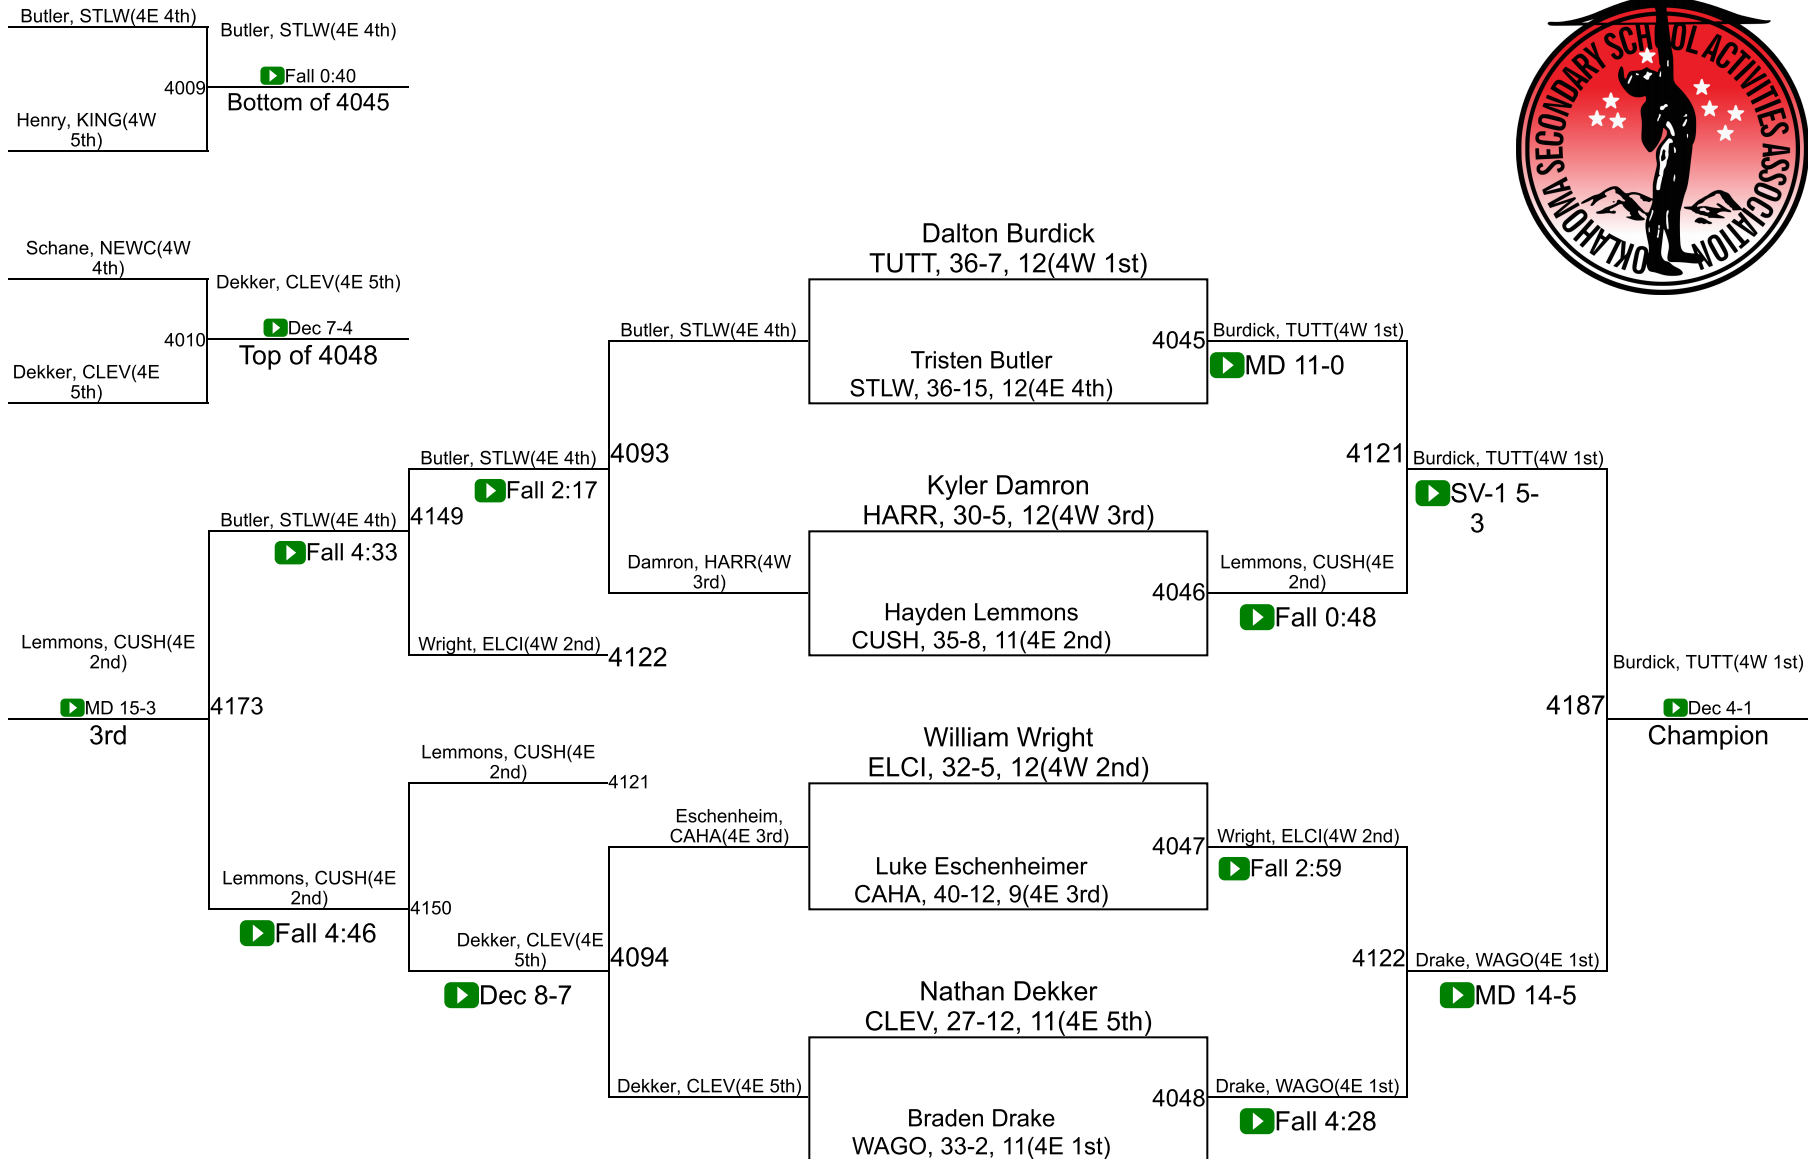 Butler, STLW(4E 4th)
Butler, STLW(4E 4th)
Fall 0:40
4009
Bottom of 4045
Henry, KING(4W
5th)
OKLAHOMA SECONDARY SCHOOL ACTIVITIES ASSOCIATION
Schane, NEWC(4W
4th)
Dekker, CLEV(4E 5th)
Dec 7-4
4010
Top of 4048
Dekker, CLEV(4E
5th)
Dalton Burdick
TUTT, 36-7, 12(4W 1st)
Butler, STLW(4E 4th)
4045
Burdick, TUTT(4W 1st)
MD 11-0
Tristen Butler
STLW, 36-15, 12(4E 4th)
Butler, STLW(4E 4th)
4093
Fall 2:17
4121
Burdick, TUTT(4W 1st)
SV-1 5-
3
Kyler Damron
HARR, 30-5, 12(4W 3rd)
Butler, STLW(4E 4th)
4149
Fall 4:33
Damron, HARR(4W
3rd)
4046
Lemmons, CUSH(4E
2nd)
Fall 0:48
Hayden Lemmons
CUSH, 35-8, 11(4E 2nd)
Wright, ELCI(4W 2nd)
4122
Lemmons, CUSH(4E
2nd)
MD 15-3
3rd
4173
4187
Burdick, TUTT(4W 1st)
Dec 4-1
Champion
William Wright
ELCI, 32-5, 12(4W 2nd)
Lemmons, CUSH(4E
2nd)
4121
Eschenheim,
CAHA(4E 3rd)
4047
Wright, ELCI(4W 2nd)
Fall 2:59
Luke Eschenheimer
CAHA, 40-12, 9(4E 3rd)
Lemmons, CUSH(4E
2nd)
4150
Fall 4:46
Dekker, CLEV(4E
5th)
4094
Dec 8-7
4122
Drake, WAGO(4E 1st)
MD 14-5
Nathan Dekker
CLEV, 27-12, 11(4E 5th)
Dekker, CLEV(4E 5th)
4048
Drake, WAGO(4E 1st)
Fall 4:28
Braden Drake
WAGO, 33-2, 11(4E 1st)